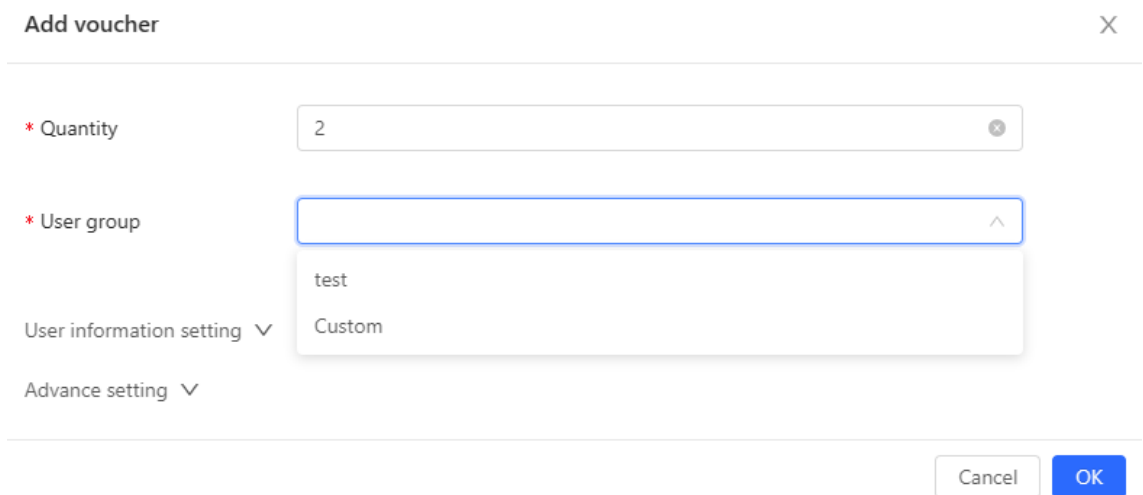 Add voucher
* Quantity
2
* User group
test
Custom
User information setting
Advance setting
Cancel
OK